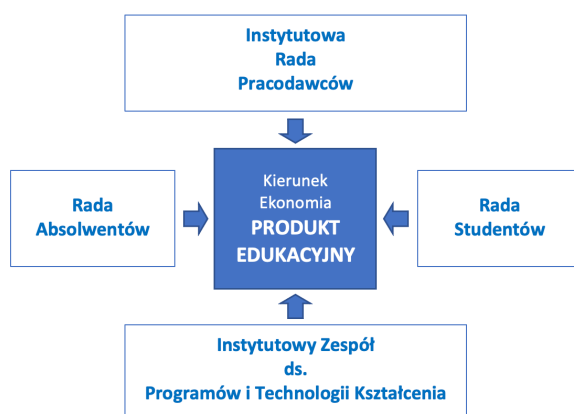 Instytutowa
Rada
Pracodawców
Rada
Absolwentów
Kierunek
Ekonomia
PRODUKT
EDUKACYJNY
Rada
Studentów
Instytutowy Zespół
ds.
Programów i Technologii Kształcenia